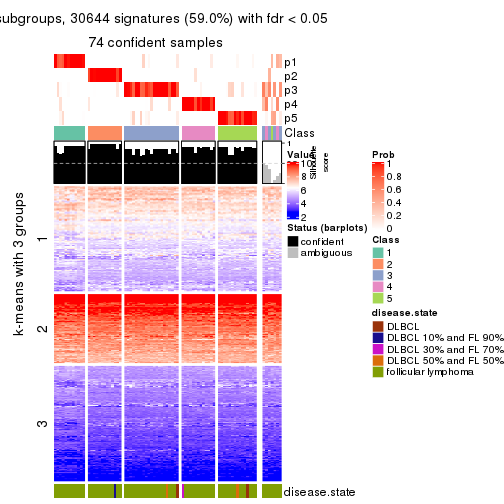 subgroups, 30644 signatures (59.0%) with fdr < 0.05
74 confident samples
p1
p2
p3
p4
p5
Class
1
Silhouette
score
Value
10
8
6
4
2
Status (barplots)
confident
ambiguous
Prob
1
0.8
0.6
0.4
0.2
0
Class
1
2
3
4
5
disease.state
DLBCL
DLBCL 10% and FL 90%
DLBCL 30% and FL 70%
DLBCL 50% and FL 50%
follicular lymphoma
k-means with 3 groups
1
2
3
disease.state